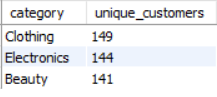 category unique_customers
Clothing 149
Electronics 144
Beauty 141